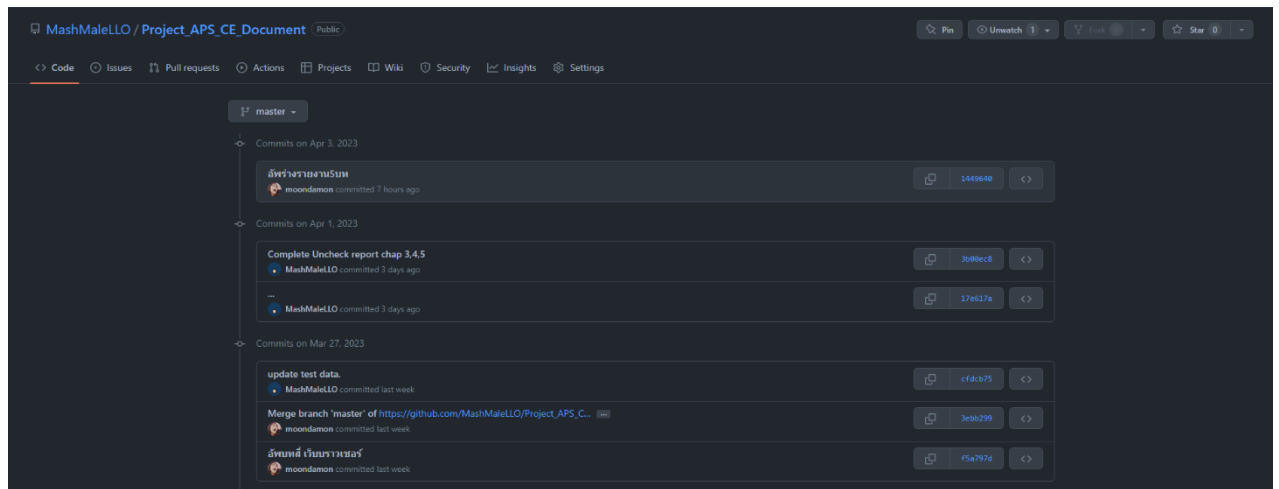 MashMaleLLO / Project_APS_CE_Document Public
Pin
Unwatch 1
Fork
Star 0
Code Issues Pull requests Actions Projects Wiki Security Insights Settings
master
Commits on Apr 3, 2023
อัพร่างรายงาน5บท
moondamon committed 7 hours ago
1449640
Commits on Apr 1, 2023
Complete Uncheck report chap 3,4,5
MashMaleLLO committed 3 days ago
3b00ec8
...
MashMaleLLO committed 3 days ago
17e617a
Commits on Mar 27, 2023
update test data.
MashMaleLLO committed last week
cfdcb75
Merge branch 'master' of https://github.com/MashMaleLLO/Project_APS_C... ...
moondamon committed last week
3ebb299
อัพบทสี่ เว็บบราวเซอร์
moondamon committed last week
f5a797d